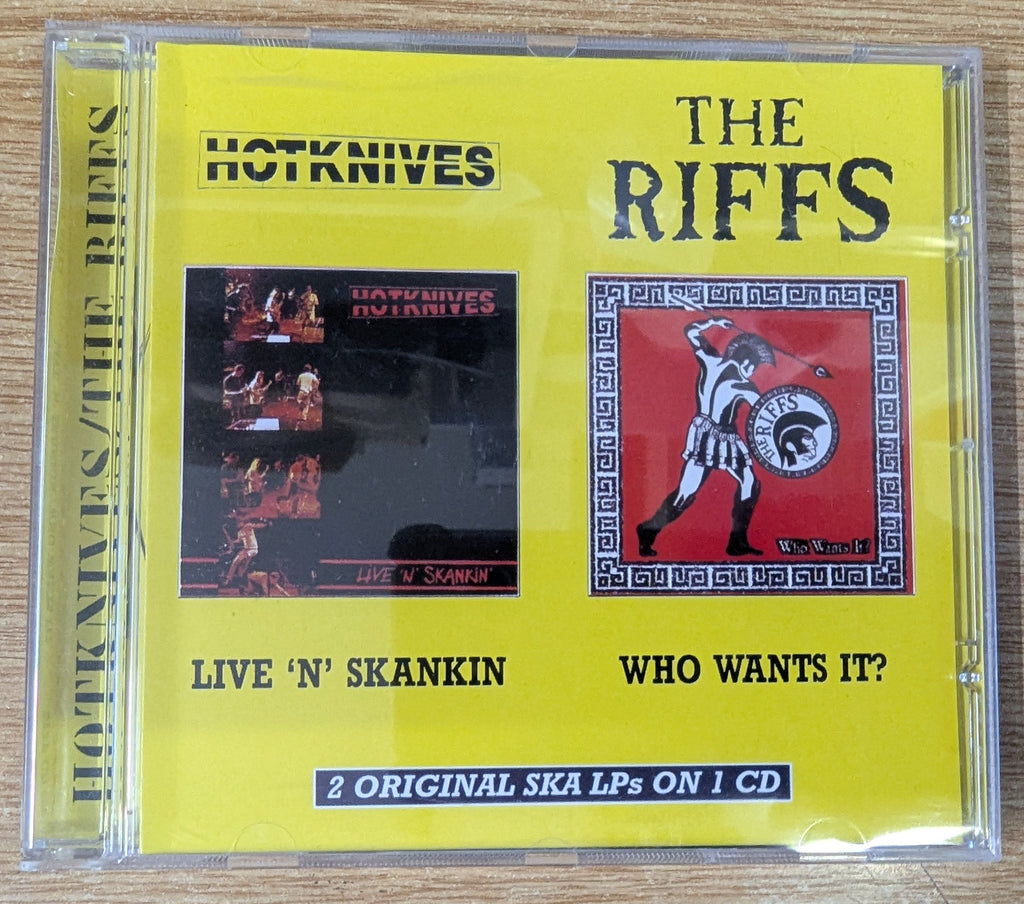 HOTKNIVES/THE RIFFS
HOTKNIVES
THE
RIFFS
HOTKNIVES
LIVE 'N' SKANKIN'
THE RIFFS
Who Wants It?
LIVE ‘N’ SKANKIN
WHO WANTS IT?
2 ORIGINAL SKA LPs ON 1 CD